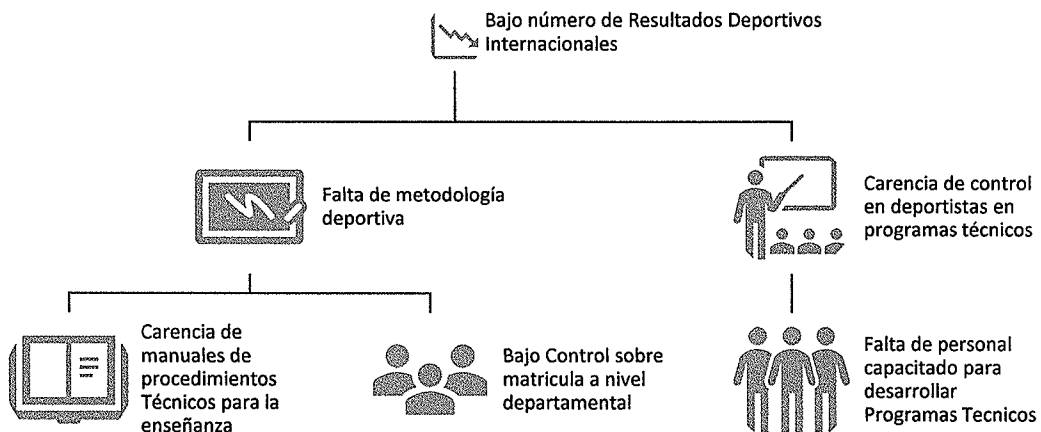 Bajo número de Resultados Deportivos
Internacionales
Falta de metodología
deportiva
Carencia de control
en deportistas en
programas técnicos
Carencia de
manuales de
procedimientos
Técnicos para la
enseñanza
Bajo Control sobre
matricula a nivel
departamental
Falta de personal
capacitado para
desarrollar
Programas Tecnicos